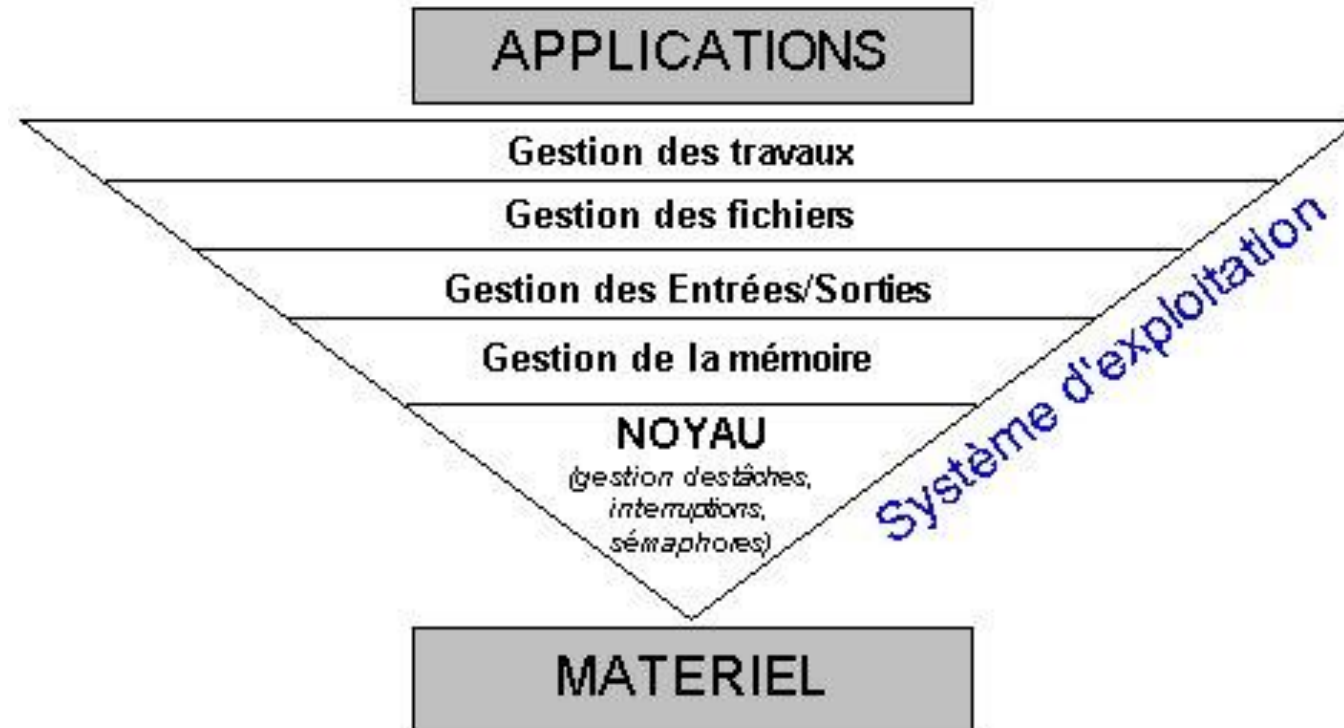 APPLICATIONS
Gestion des travaux
Gestion des fichiers
Gestion des Entrées/Sorties
Gestion de la mémoire
NOYAU
(gestion destâches,
interruptions,
sémaphores)
Système d'exploitation
MATERIEL